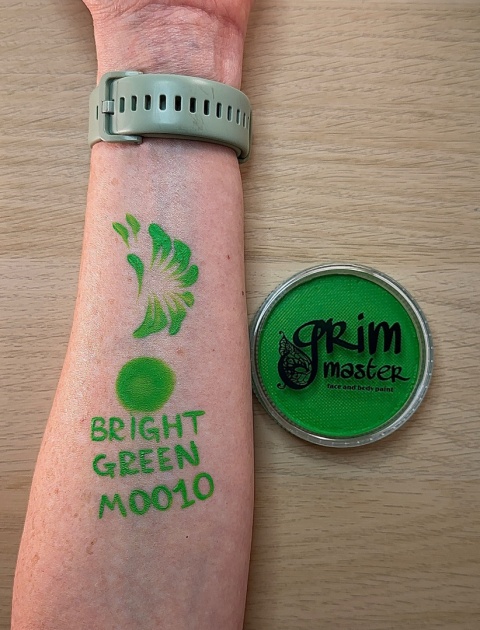 BRIGHT
GREEN
M0010
grim
master
face and body paint